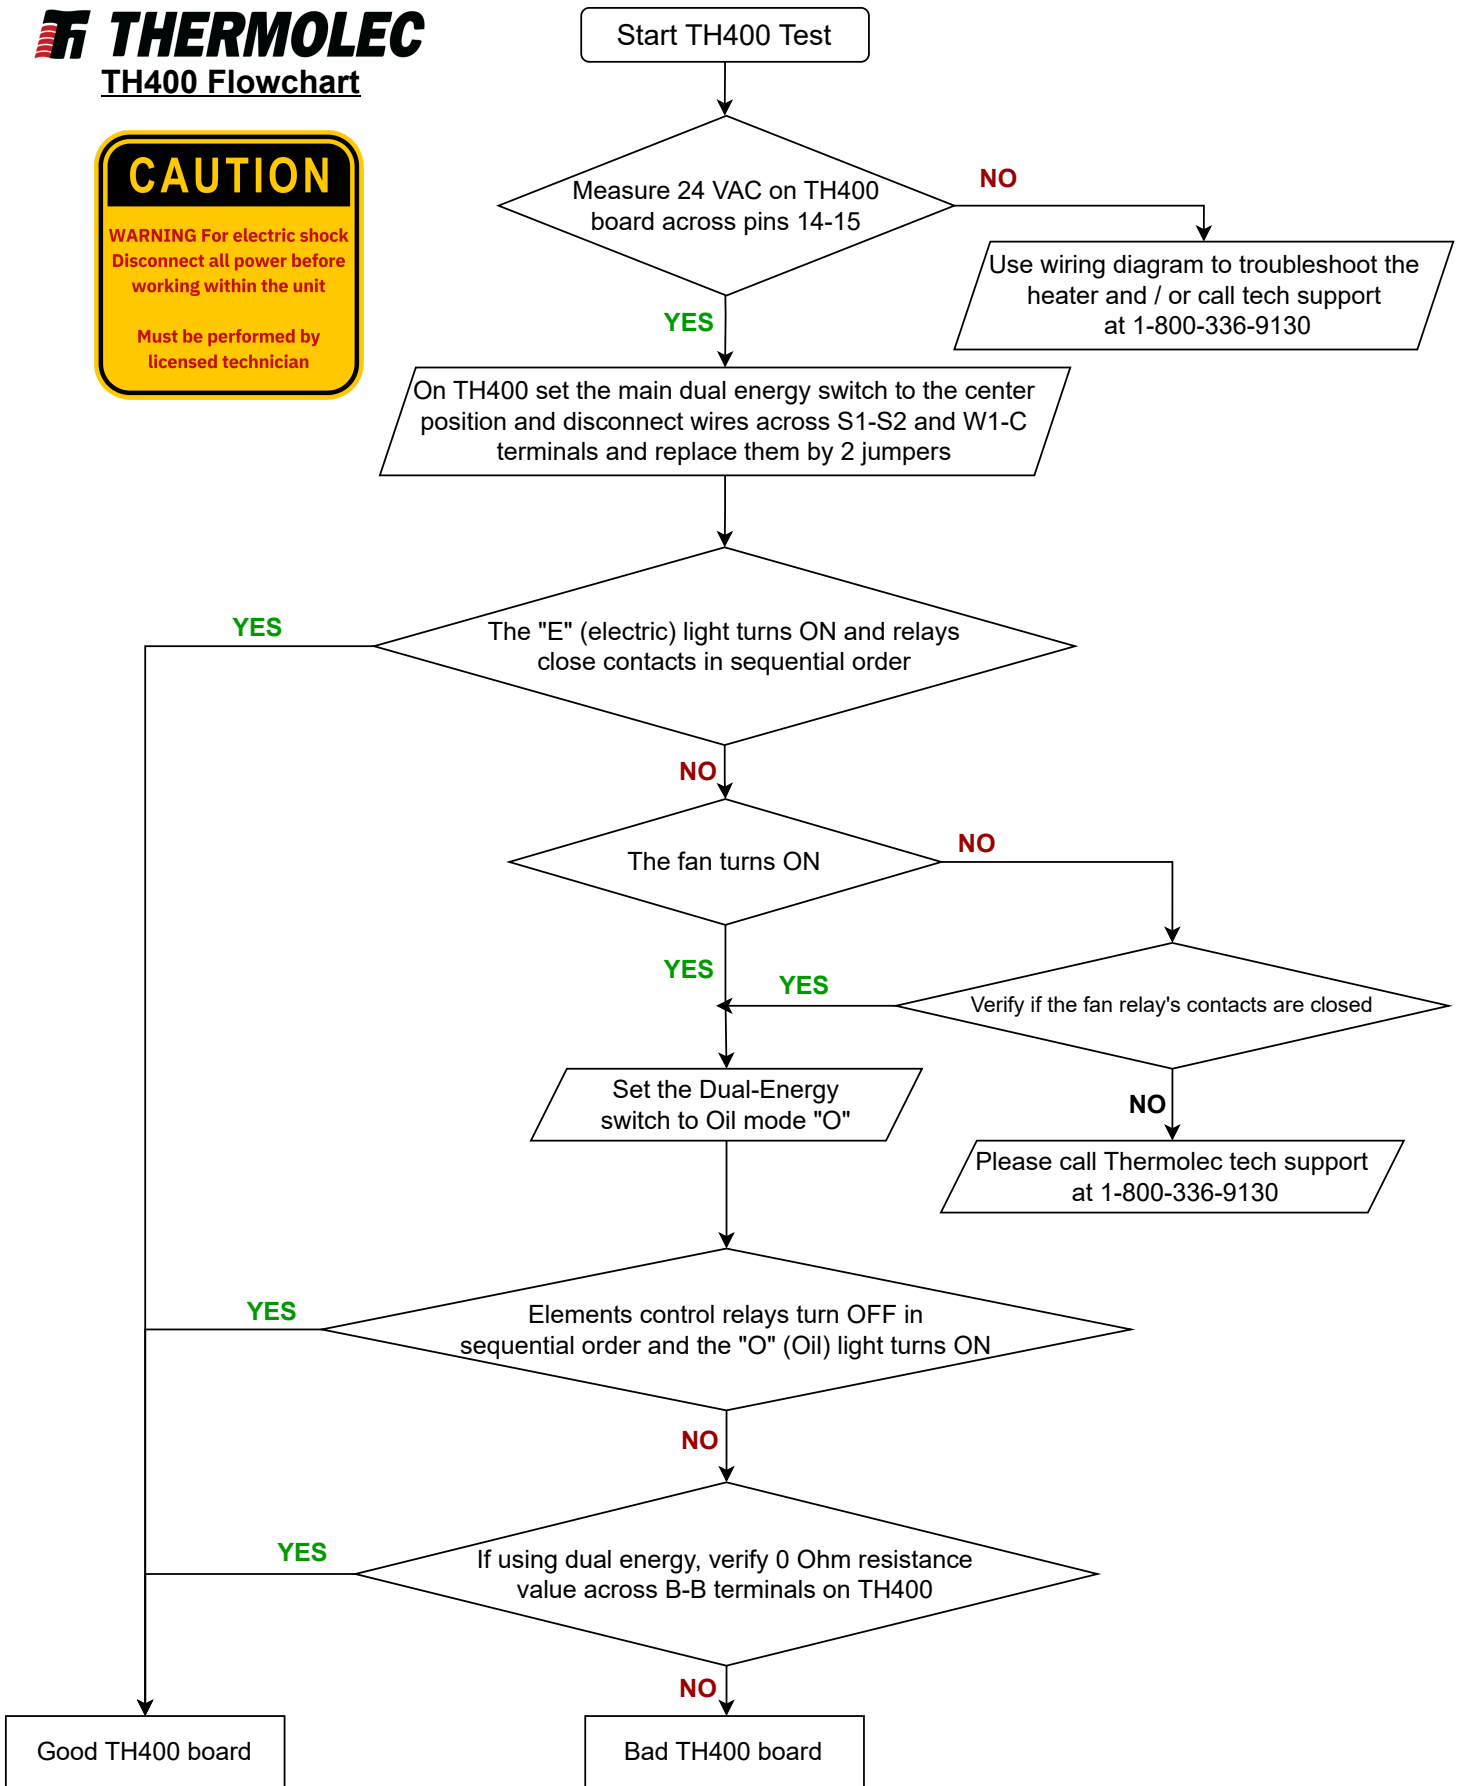 THERMOLEC
TH400 Flowchart
CAUTION
WARNING For electric shock
Disconnect all power before
working within the unit
Must be performed by
licensed technician
Start TH400 Test
Measure 24 VAC on TH400
board across pins 14-15
NO
Use wiring diagram to troubleshoot the
heater and / or call tech support
at 1-800-336-9130
YES
On TH400 set the main dual energy switch to the center
position and disconnect wires across S1-S2 and W1-C
terminals and replace them by 2 jumpers
YES
The "E" (electric) light turns ON and relays
close contacts in sequential order
NO
The fan turns ON
NO
YES
YES
Verify if the fan relay's contacts are closed
Set the Dual-Energy
switch to Oil mode "O"
NO
Please call Thermolec tech support
at 1-800-336-9130
YES
Elements control relays turn OFF in
sequential order and the "O" (Oil) light turns ON
NO
YES
If using dual energy, verify 0 Ohm resistance
value across B-B terminals on TH400
NO
Good TH400 board
Bad TH400 board